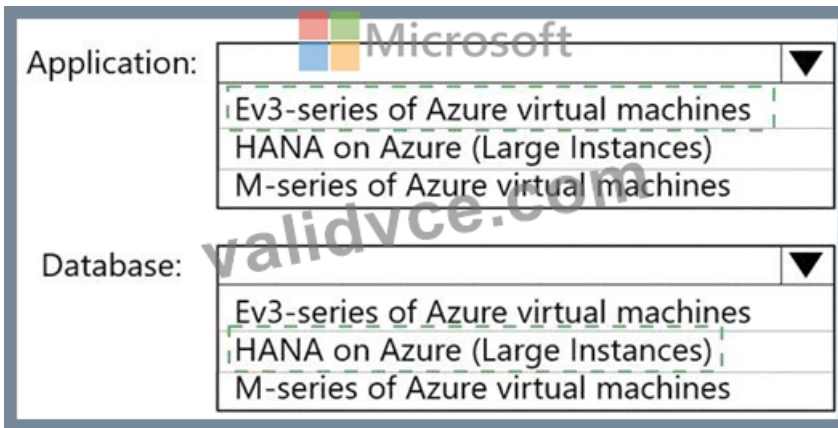 Microsoft
Application:
Ev3-series of Azure virtual machines
HANA on Azure (Large Instances)
M-series of Azure virtual machines
validvce.com
Database:
Ev3-series of Azure virtual machines
HANA on Azure (Large Instances)
M-series of Azure virtual machines